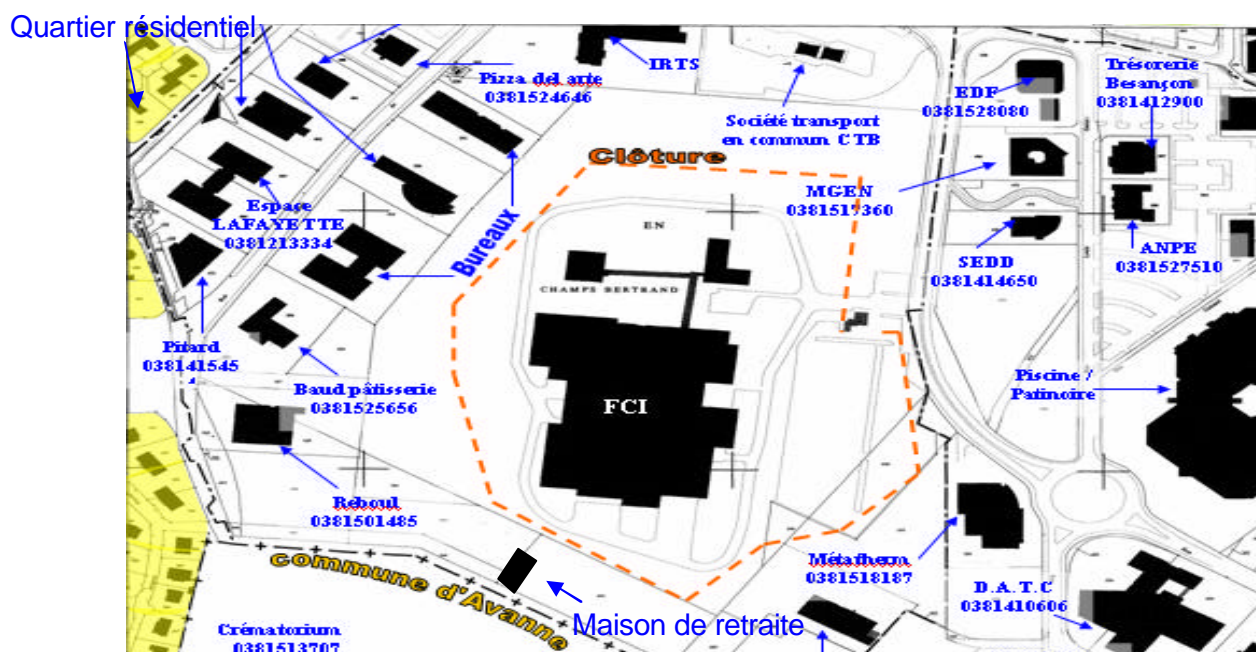 Quartier résidentiel
IRTS
Pizza del arte
0381524646
Société transport
en commun CTB
EDF
0381528080
Trésorerie
Besançon
0381412900
Clôture
MGEN
0381517360
Espace
LAFAYETTE
0381213334
Bureaux
EN
CHAMPS BERTRAND
SEDD
0381414650
ANPE
0381527510
Pitard
038141545
4
Baud pâtisserie
0381525656
FCI
Piscine /
Patinoire
Reboul
0381501485
commune d'Avanne
Métatherm
0381518187
D.A.T.C
0381410606
Maison de retraite
Crématorium
0381513707